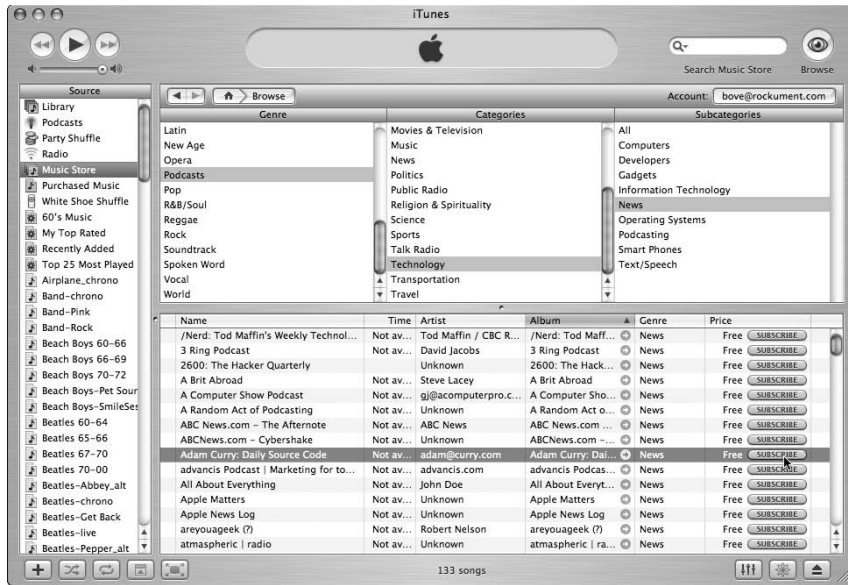 iTunes
Search Music Store
Browse
Source
Library
Podcasts
Party Shuffle
Radio
Music Store
Purchased Music
White Shoe Shuffle
60's Music
My Top Rated
Recently Added
Top 25 Most Played
Airplane_chrono
Band-chrono
Band-Pink
Band-Rock
Beach Boys 60-66
Beach Boys 66-69
Beach Boys 70-72
Beach Boys-Pet Sour
Beach Boys-SmileSes
Beatles 60-64
Beatles 65-66
Beatles 67-70
Beatles 70-00
Beatles-Abbey_alt
Beatles-chrono
Beatles-Get Back
Beatles-live
Beatles-Pepper_alt
Browse
Account: bove@rockument.com
Genre
Latin
New Age
Opera
Podcasts
Pop
R&B/Soul
Reggae
Rock
Soundtrack
Spoken Word
Vocal
World
Categories
Movies & Television
Music
News
Politics
Public Radio
Religion & Spirituality
Science
Sports
Talk Radio
Technology
Transportation
Travel
Subcategories
All
Computers
Developers
Gadgets
Information Technology
News
Operating Systems
Podcasting
Smart Phones
Text/Speech
Name Time Artist Album Genre Price
/Nerd: Tod Maffin's Weekly Technol... Not av... Tod Maffin / CBC R... /Nerd: Tod Maff... News Free SUBSCRIBE
3 Ring Podcast Not av... David Jacobs 3 Ring Podcast News Free SUBSCRIBE
2600: The Hacker Quarterly Unknown 2600: The Hack... News Free SUBSCRIBE
A Brit Abroad Not av... Steve Lacey A Brit Abroad News Free SUBSCRIBE
A Computer Show Podcast Not av... gj@acomputerpro.c... A Computer Sho... News Free SUBSCRIBE
A Random Act of Podcasting Not av... Unknown A Random Act o... News Free SUBSCRIBE
ABC News.com - The Afternote Not av... ABC News ABC News.com ... News Free SUBSCRIBE
ABCNews.com - Cybershake Not av... Unknown ABCNews.com -... News Free SUBSCRIBE
Adam Curry: Daily Source Code Not av... adam@curry.com Adam Curry: Dai... News Free SUBSCRIBE
advancis Podcast | Marketing for to... Not av... advancis.com advancis Podcas... News Free SUBSCRIBE
All About Everything Not av... John Doe All About Everyt... News Free SUBSCRIBE
Apple Matters Not av... Unknown Apple Matters News Free SUBSCRIBE
Apple News Log Not av... Unknown Apple News Log News Free SUBSCRIBE
areyougeek (?) Not av... Robert Nelson areyougeek (?) News Free SUBSCRIBE
atmaspheric | radio Not av... Unknown atmaspheric | ra... News Free SUBSCRIBE
133 songs